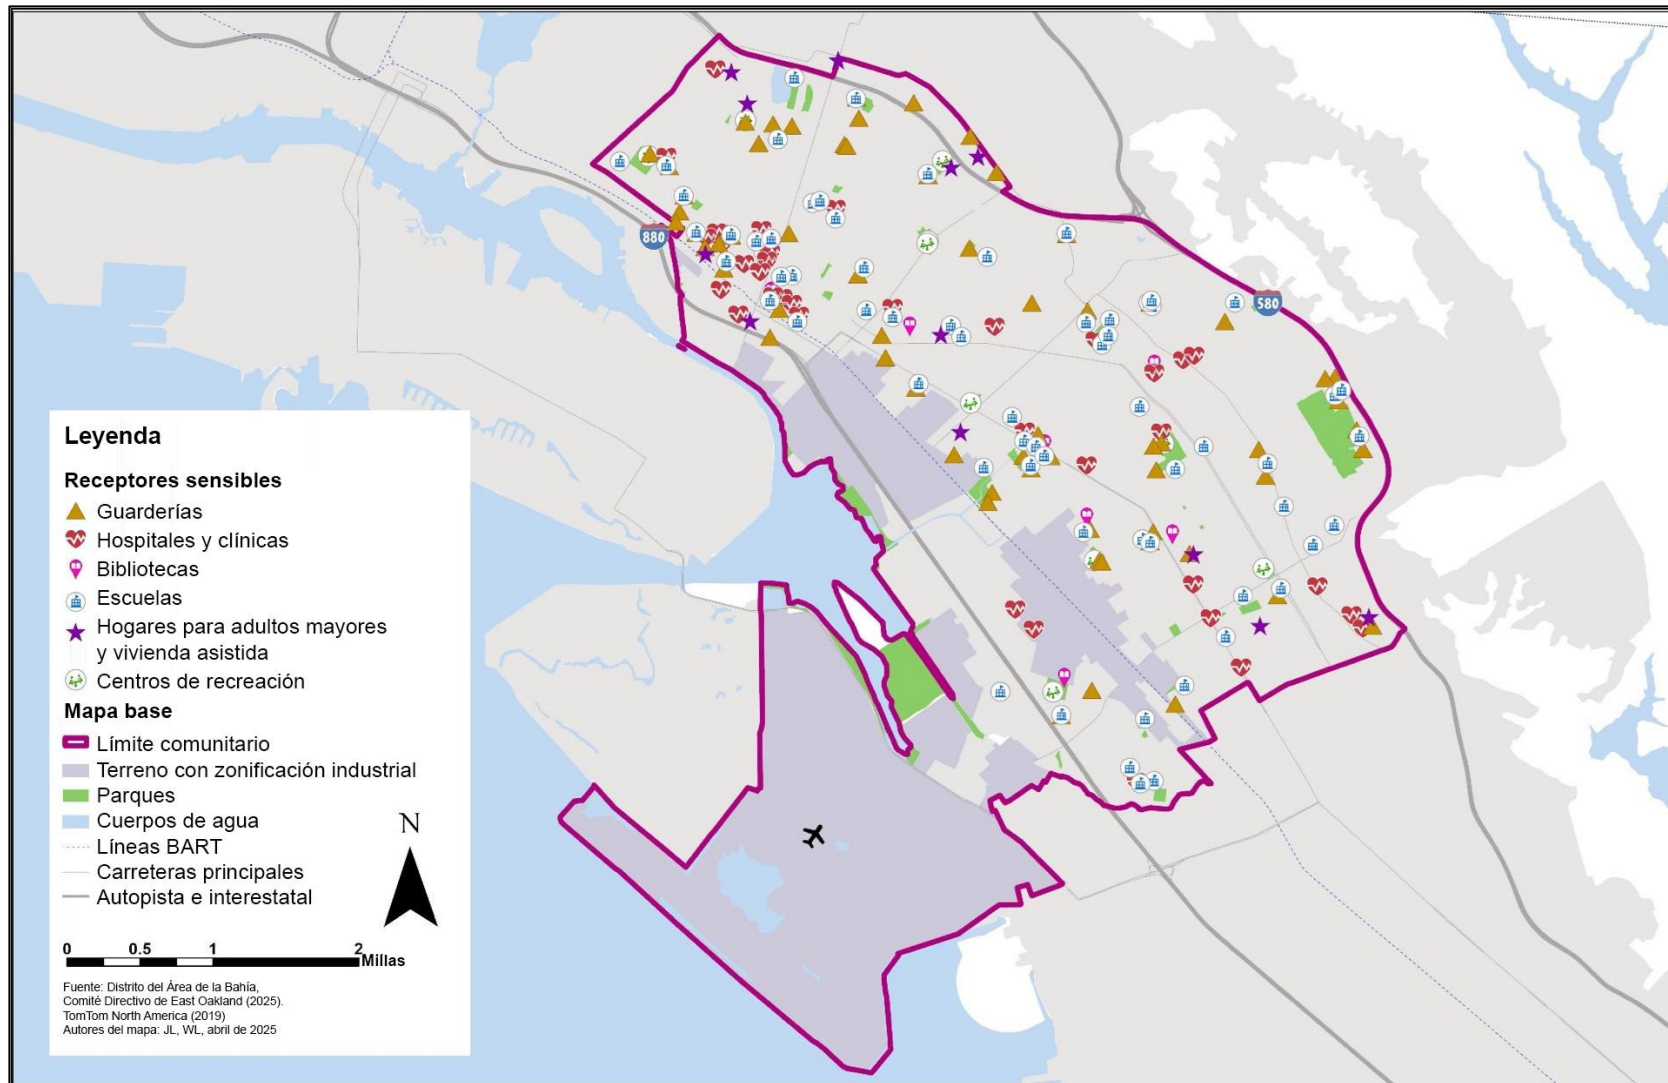 880
580
Leyenda
Receptores sensibles
Guarderías
Hospitales y clínicas
Bibliotecas
Escuelas
Hogares para adultos mayores
y vivienda asistida
Centros de recreación
Mapa base
Límite comunitario
Terreno con zonificación industrial
Parques
Cuerpos de agua
Líneas BART
Carreteras principales
Autopista e interestatal
N
0 0.5 1 2
Millas
Fuente: Distrito del Área de la Bahía,
Comité Directivo de East Oakland (2025).
TomTom North America (2019)
Autores del mapa: JL, WL, abril de 2025